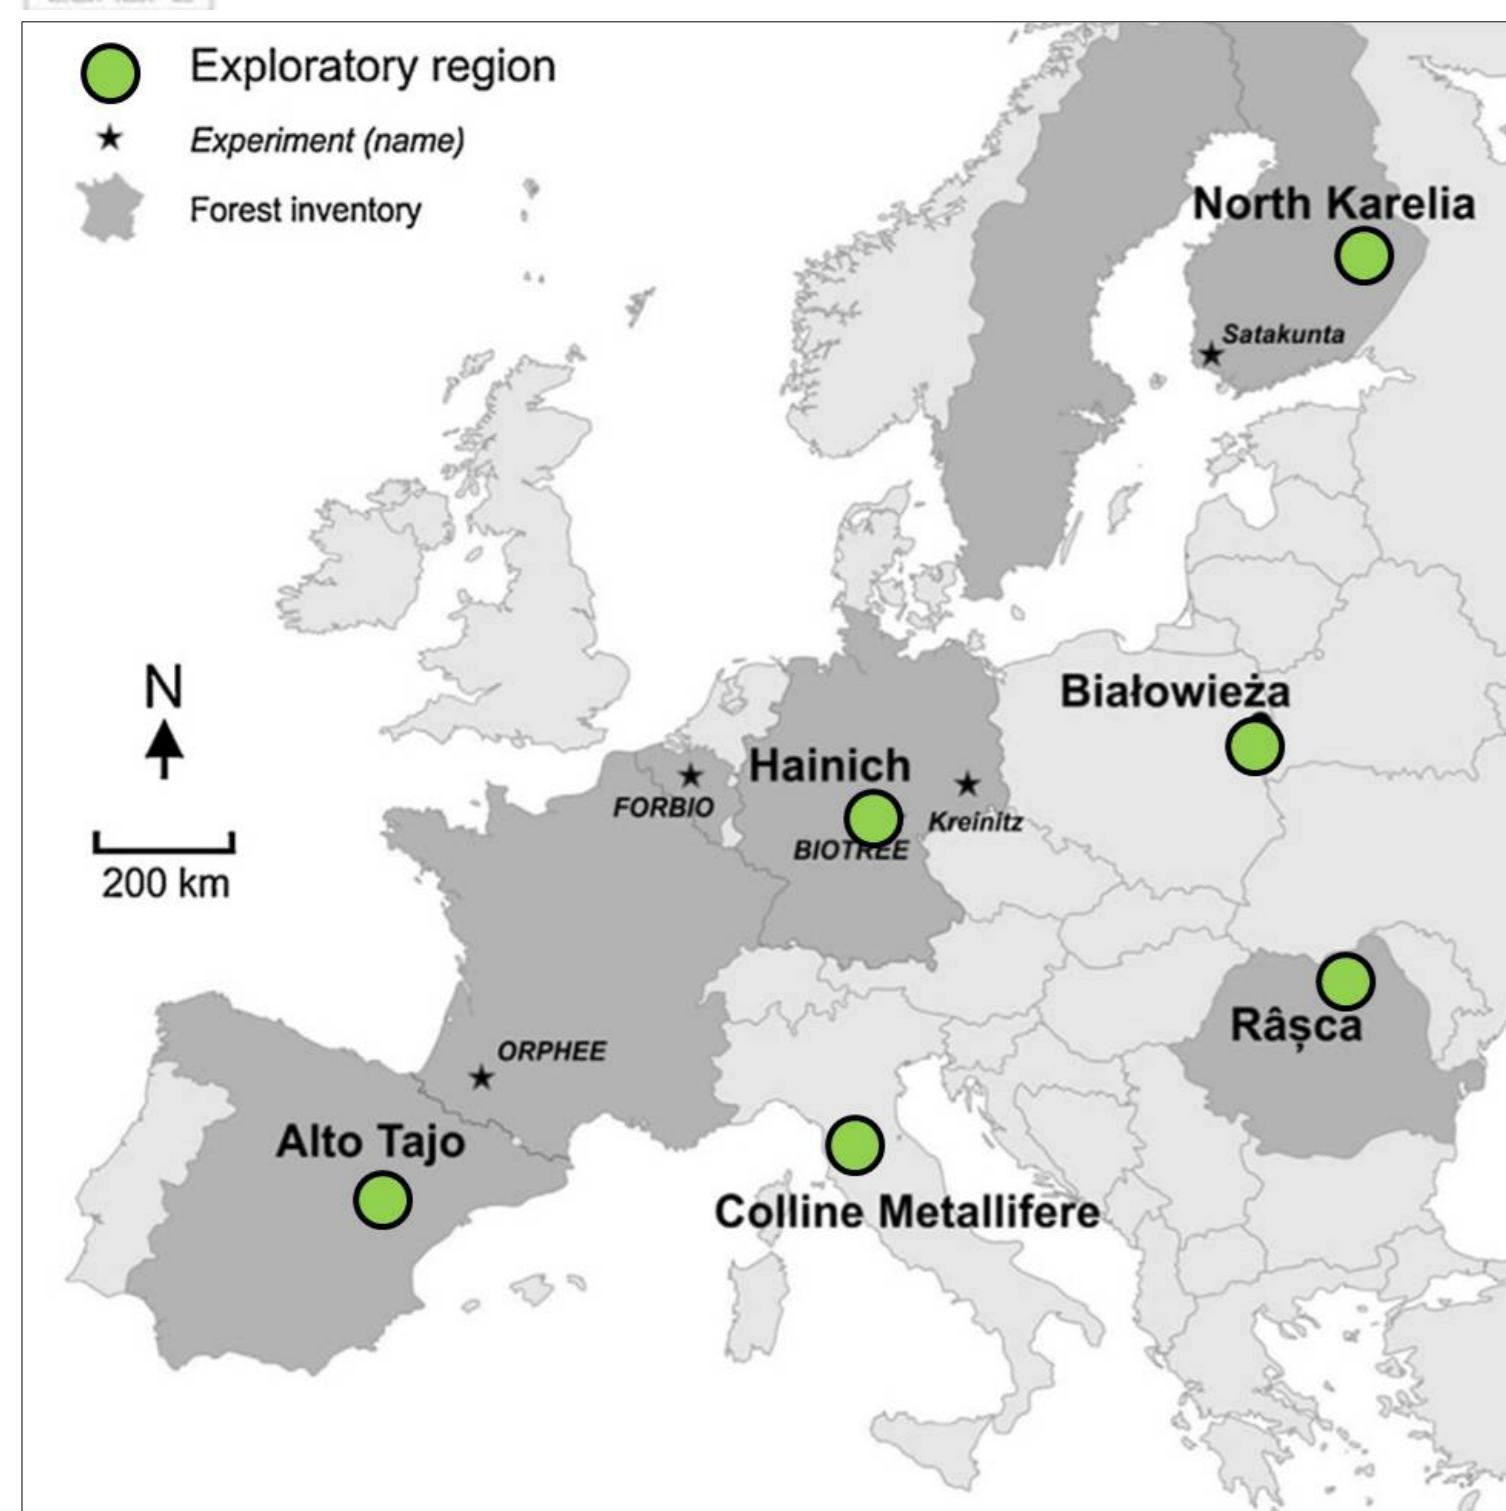 Exploratory region
Experiment (name)
Forest inventory
North Karelia
Satakunta
N
Białowieża
Hainich
FORBIO
Kreinitz
BIOTREE
200 km
Râșca
ORPHEE
Alto Tajo
Colline Metallifere